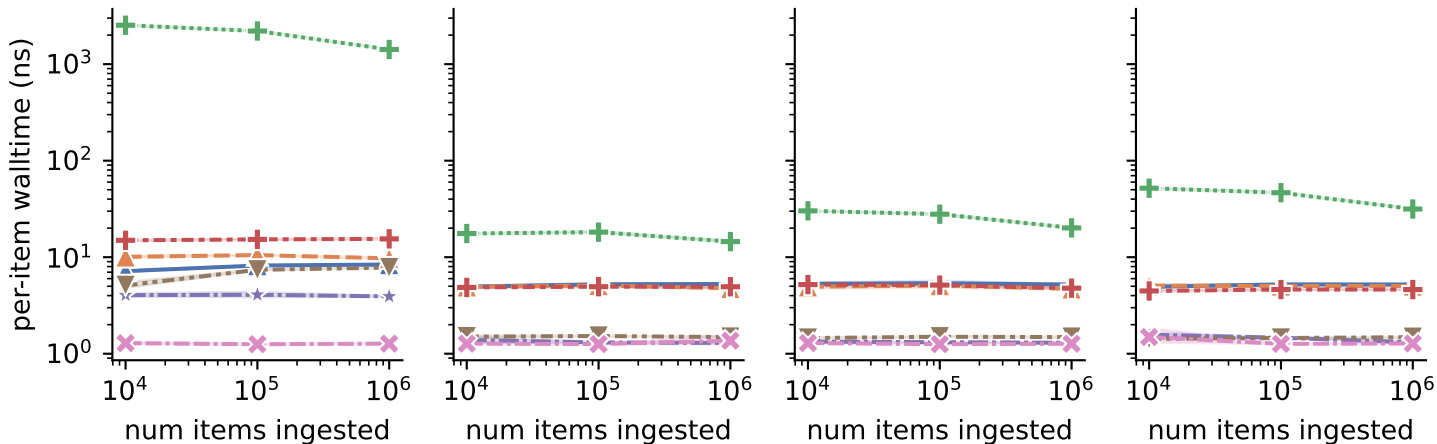 per-item walltime (ns)
10³
10²
10¹
10⁰
10⁴ 10⁵ 10⁶ 10⁴ 10⁵ 10⁶ 10⁴ 10⁵ 10⁶ 10⁴ 10⁵ 10⁶
num items ingested num items ingested num items ingested num items ingested